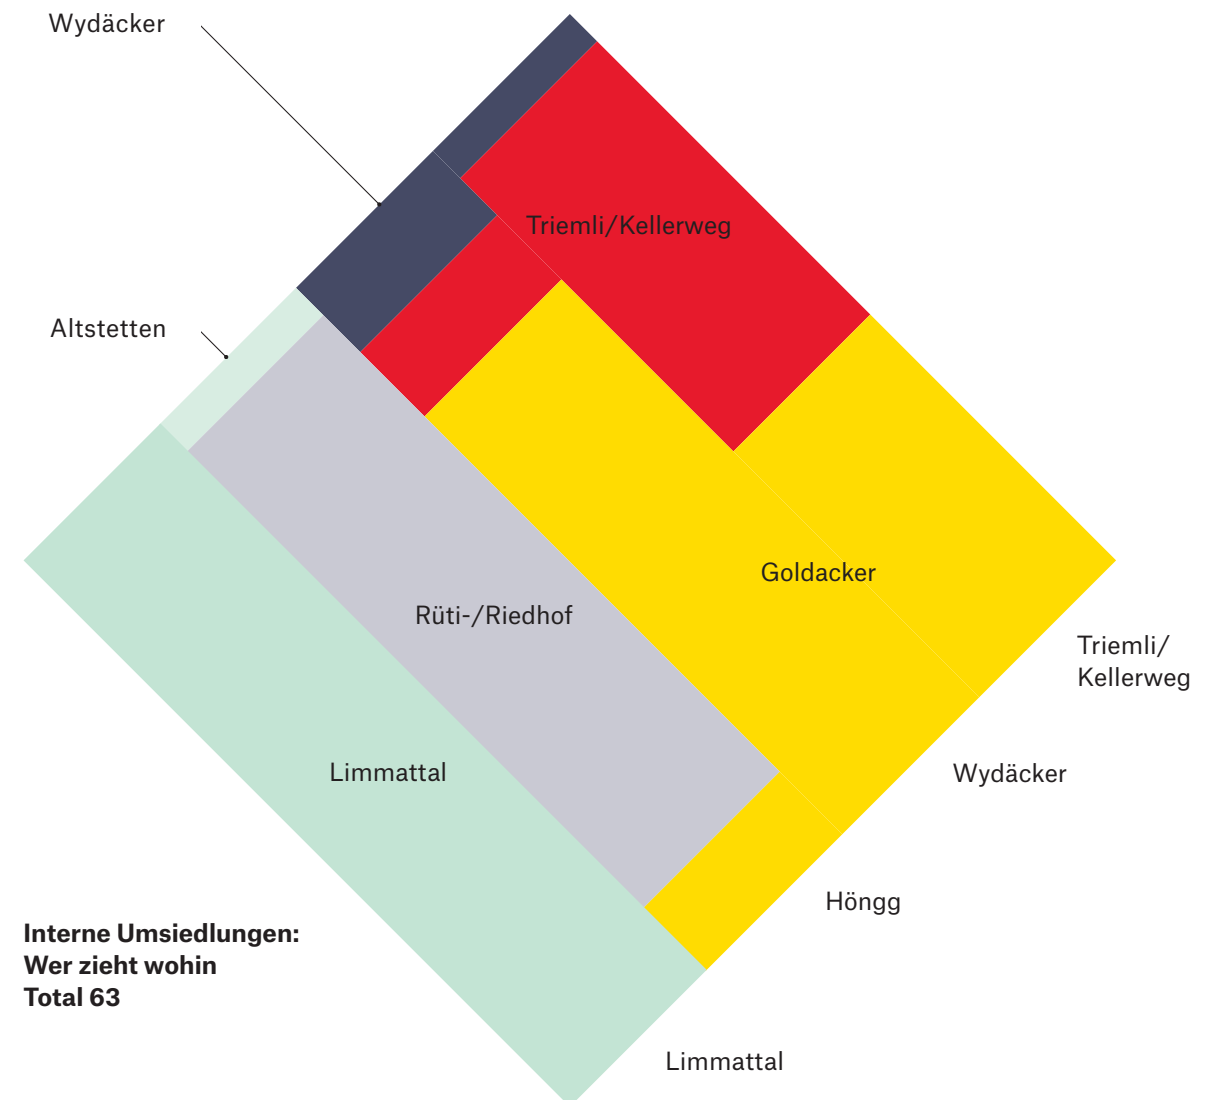 Wydäcker
Triemli/Kellerweg
Altstetten
Goldacker
Rüti-/Riedhof
Triemli/
Kellerweg
Limmattal
Wydäcker
Höngg
Interne Umsiedlungen:
Wer zieht wohin
Total 63
Limmattal